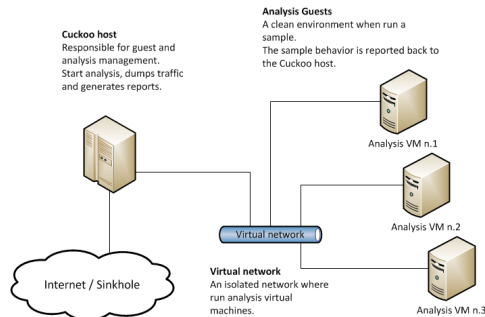 Cuckoo host
Responsible for guest and
analysis management.
Start analysis, dumps traffic
and generates reports.
Analysis Guests
A clean environment when run a
sample.
The sample behavior is reported back to
the Cuckoo host.
Analysis VM n.1
Analysis VM n.2
Virtual network
Internet / Sinkhole
Virtual network
An isolated network where
run analysis virtual
machines.
Analysis VM n.3